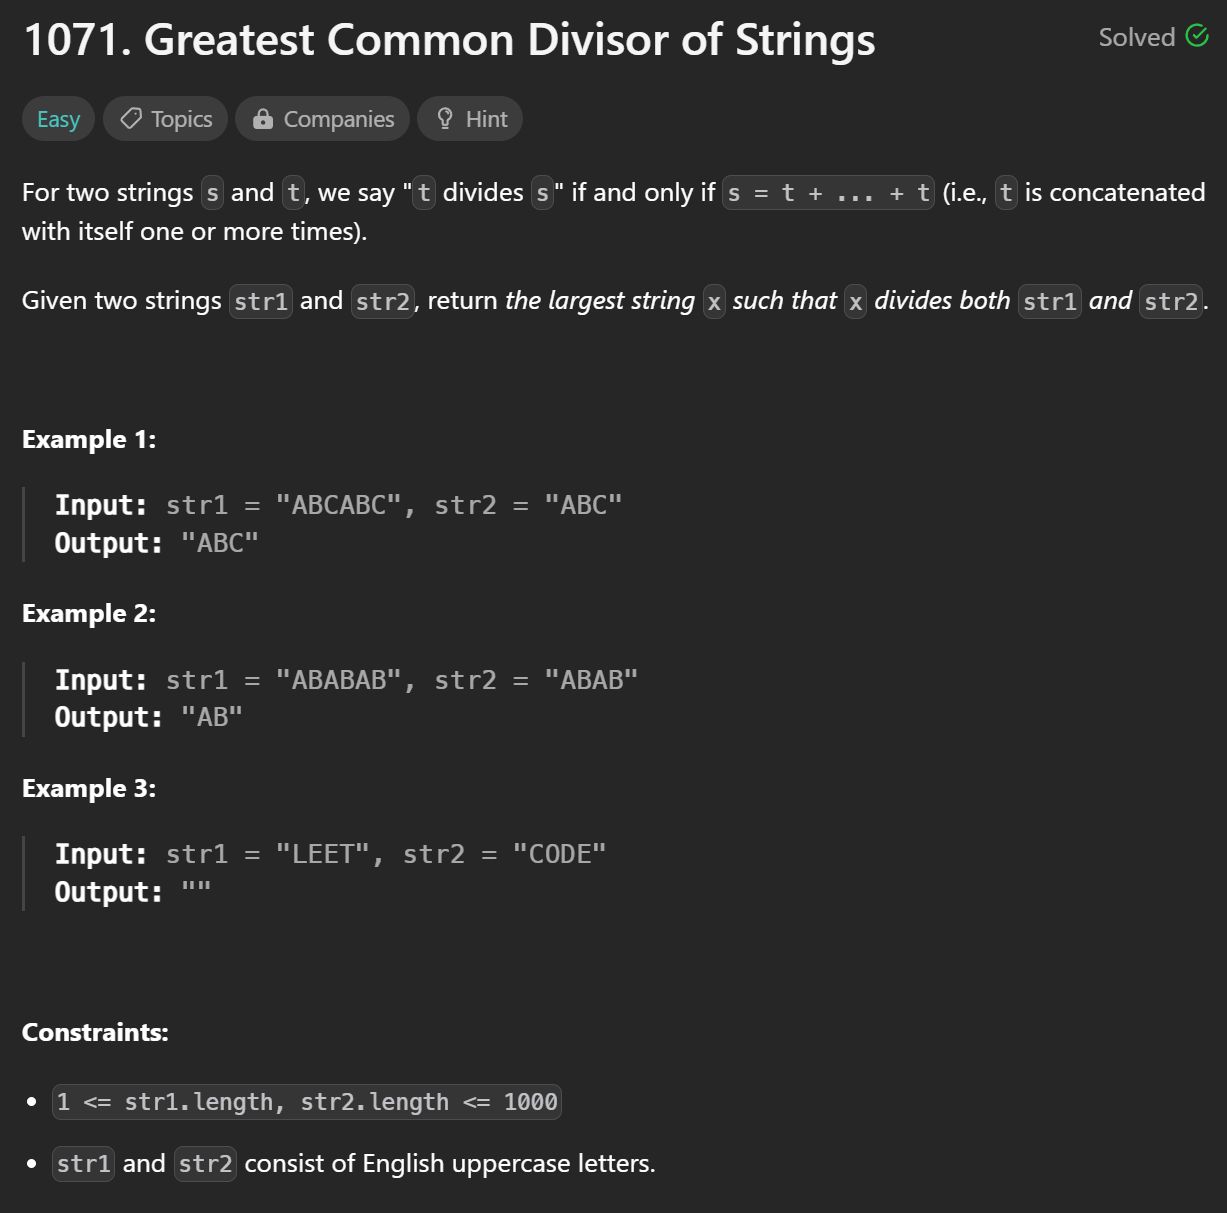 1071. Greatest Common Divisor of Strings
Solved
Easy
Topics
Companies
Hint
For two strings s and t, we say "t divides s" if and only if s = t + ... + t (i.e., t is concatenated
with itself one or more times).
Given two strings str1 and str2, return the largest string x such that x divides both str1 and str2.
Example 1:
Input: str1 = "ABCABC", str2 = "ABC"
Output: "ABC"
Example 2:
Input: str1 = "ABABAB", str2 = "ABAB"
Output: "AB"
Example 3:
Input: str1 = "LEET", str2 = "CODE"
Output: ""
Constraints:
• 1 <= str1.length, str2.length <= 1000
• str1 and str2 consist of English uppercase letters.